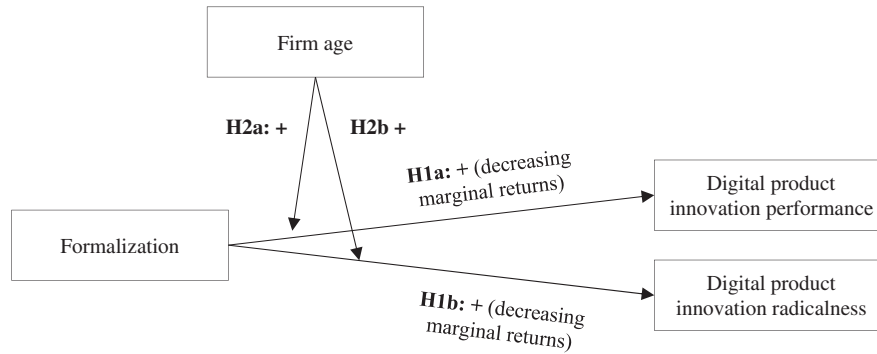 Firm age
H2a: +
H2b +
H1a: + (decreasing
marginal returns)
Digital product
innovation performance
Formalization
Digital product
innovation radicalness
H1b: + (decreasing
marginal returns)